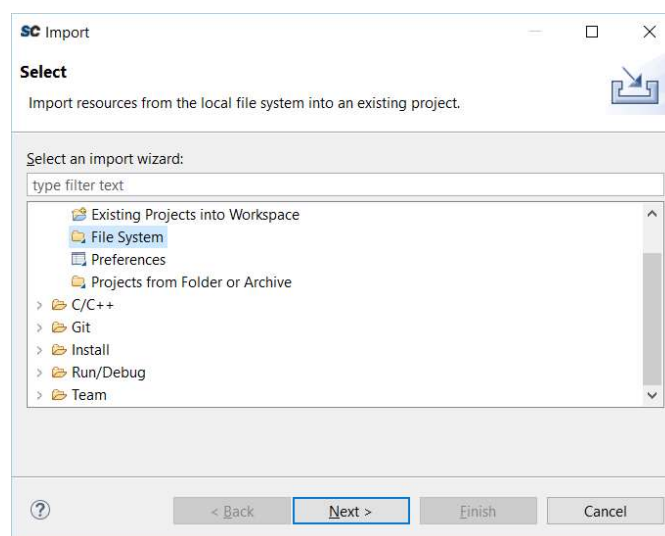 SC Import
Select
Import resources from the local file system into an existing project.
Select an import wizard:
type filter text
Existing Projects into Workspace
File System
Preferences
Projects from Folder or Archive
> C/C++
> Git
> Install
> Run/Debug
> Team
? < Back Next > Finish Cancel